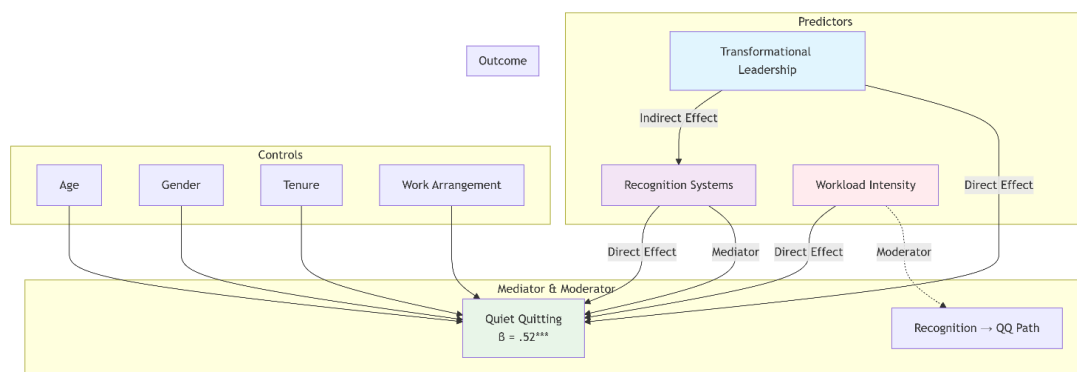 Predictors
Transformational
Leadership
Outcome
Indirect Effect
Controls
Age
Gender
Tenure
Work Arrangement
Recognition Systems
Workload Intensity
Direct Effect
Direct Effect
Mediator
Direct Effect
Moderator
Mediator & Moderator
Quiet Quitting
β = .52***
Recognition → QQ Path